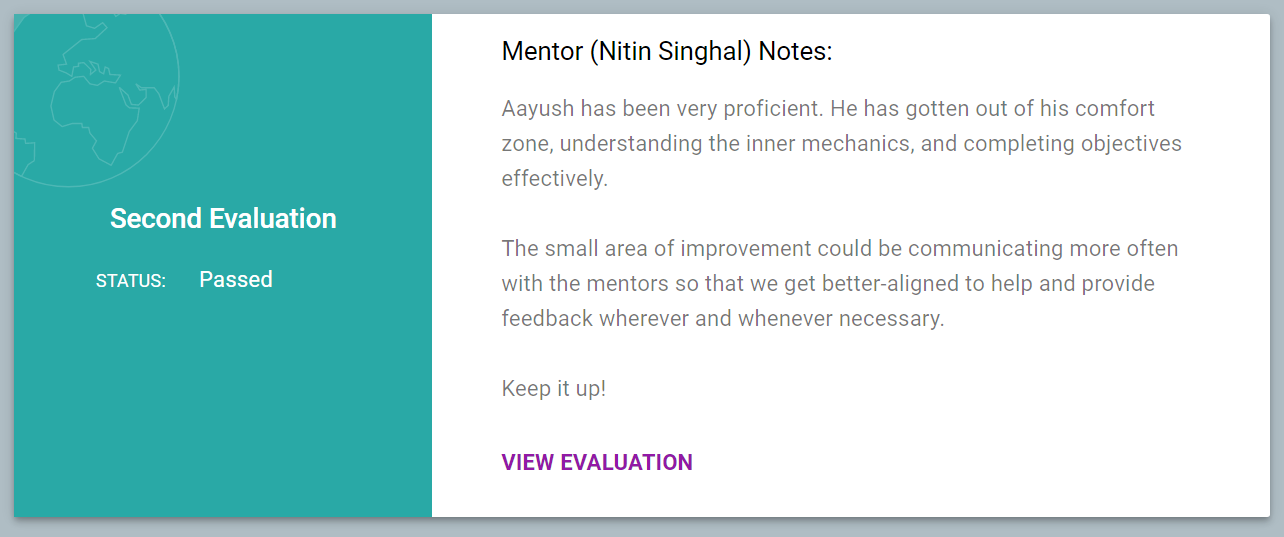 Second Evaluation
STATUS: Passed
Mentor (Nitin Singhal) Notes:
Aayush has been very proficient. He has gotten out of his comfort
zone, understanding the inner mechanics, and completing objectives
effectively.
The small area of improvement could be communicating more often
with the mentors so that we get better-aligned to help and provide
feedback wherever and whenever necessary.
Keep it up!
VIEW EVALUATION